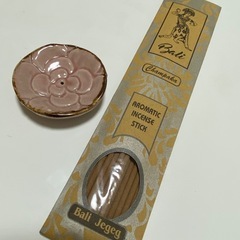 Bali
Champaka
AROMATIC
INCENSE
STICK
Bali Jegeg